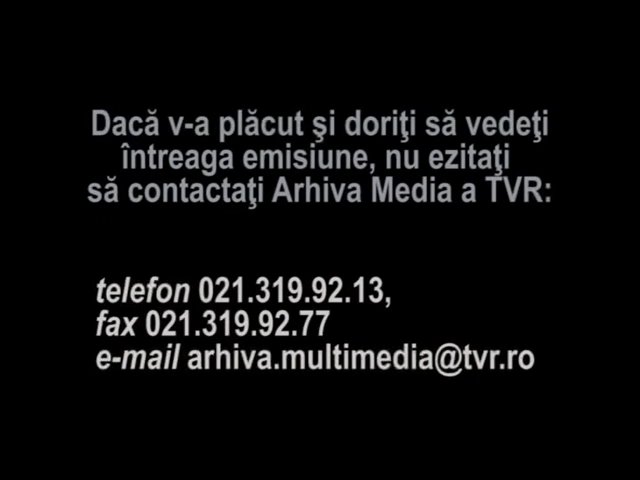 Dacă v-a plăcut şi doriţi să vedeţi
întreaga emisiune, nu ezitaţi
să contactaţi Arhiva Media a TVR:
telefon 021.319.92.13,
fax 021.319.92.77
e-mail arhiva.multimedia@tvr.ro